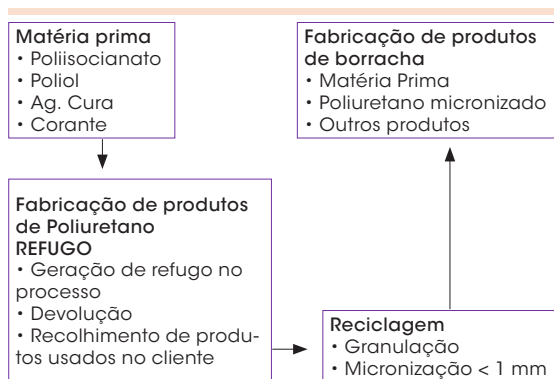 Matéria prima
• Poliisocianato
• Poliol
• Ag. Cura
• Corante
Fabricação de produtos
de borracha
• Matéria Prima
• Poliuretano micronizado
• Outros produtos
Fabricação de produtos
de Poliuretano
REFUGO
• Geração de refugo no
processo
• Devolução
• Recolhimento de produ-
tos usados no cliente
Reciclagem
• Granulação
• Micronização < 1 mm